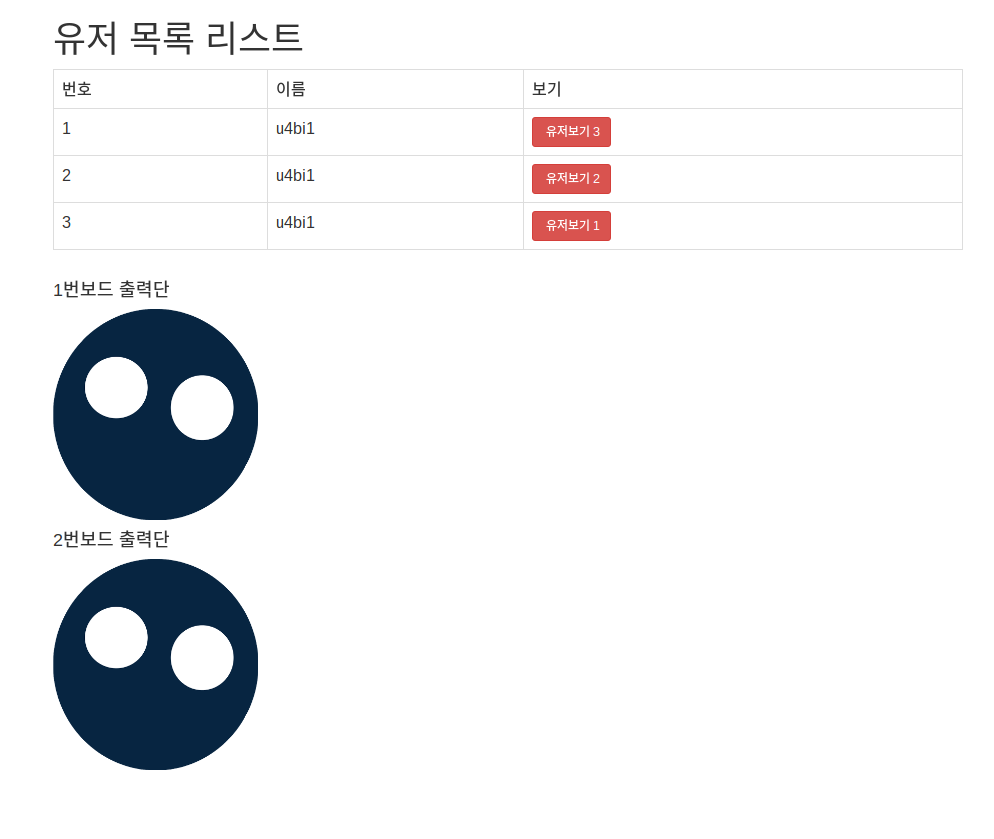 유저 목록 리스트
번호 이름 보기
1 u4bi1 유저보기 3
2 u4bi1 유저보기 2
3 u4bi1 유저보기 1
1번보드 출력단
2번보드 출력단